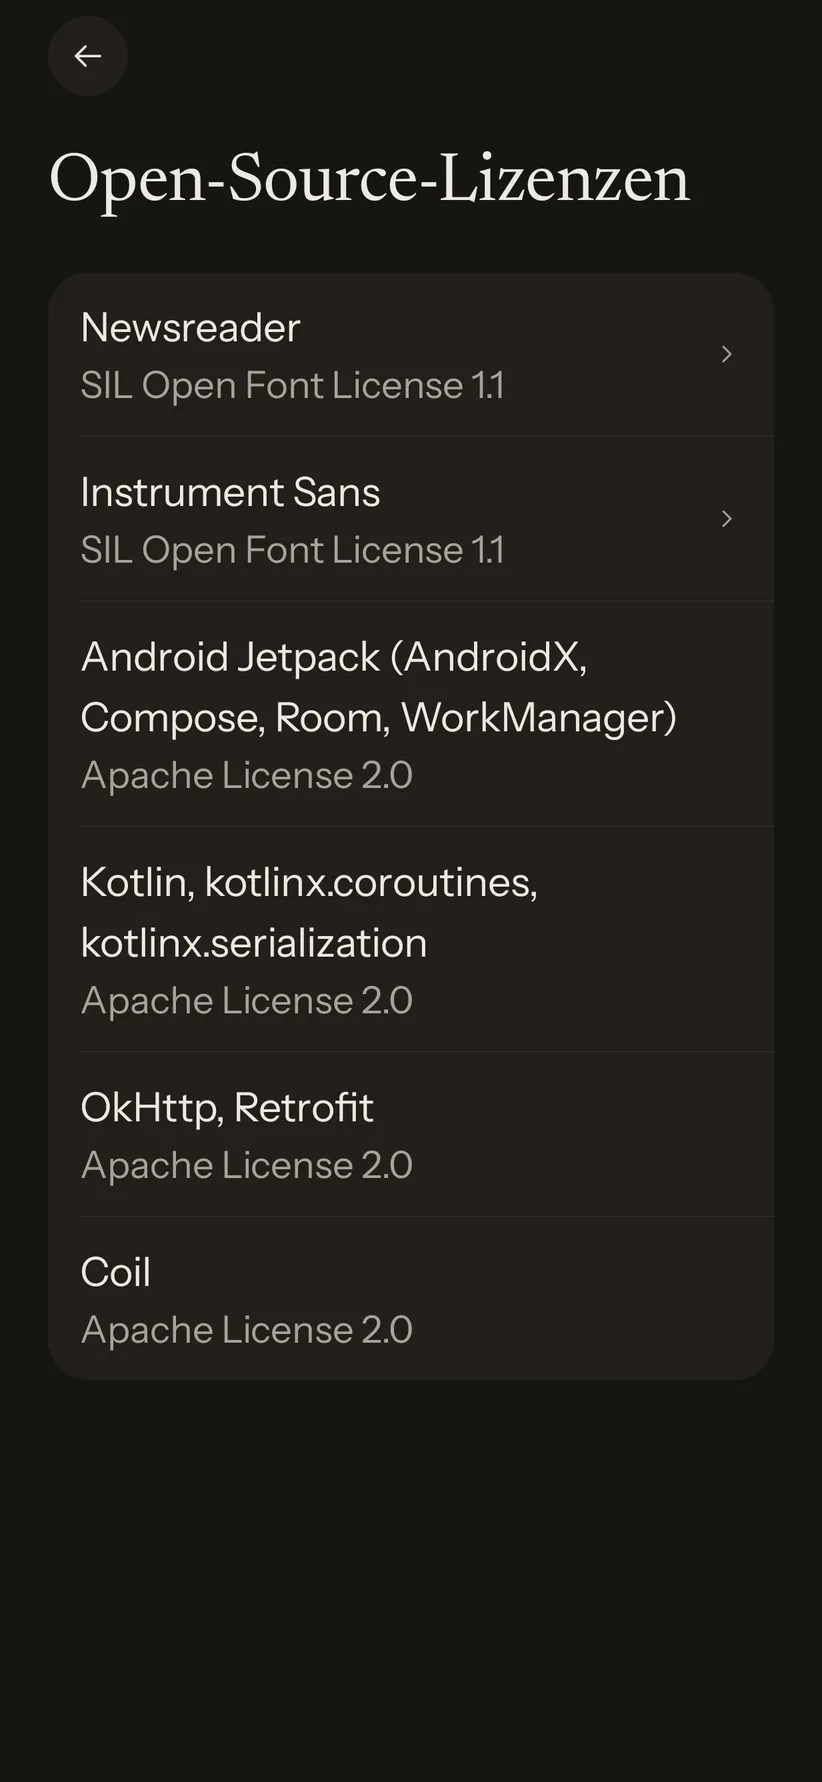 Open-Source-Lizenzen
Newsreader
SIL Open Font License 1.1
Instrument Sans
SIL Open Font License 1.1
Android Jetpack (AndroidX,
Compose, Room, WorkManager)
Apache License 2.0
Kotlin, kotlinx.coroutines,
kotlinx.serialization
Apache License 2.0
OkHttp, Retrofit
Apache License 2.0
Coil
Apache License 2.0